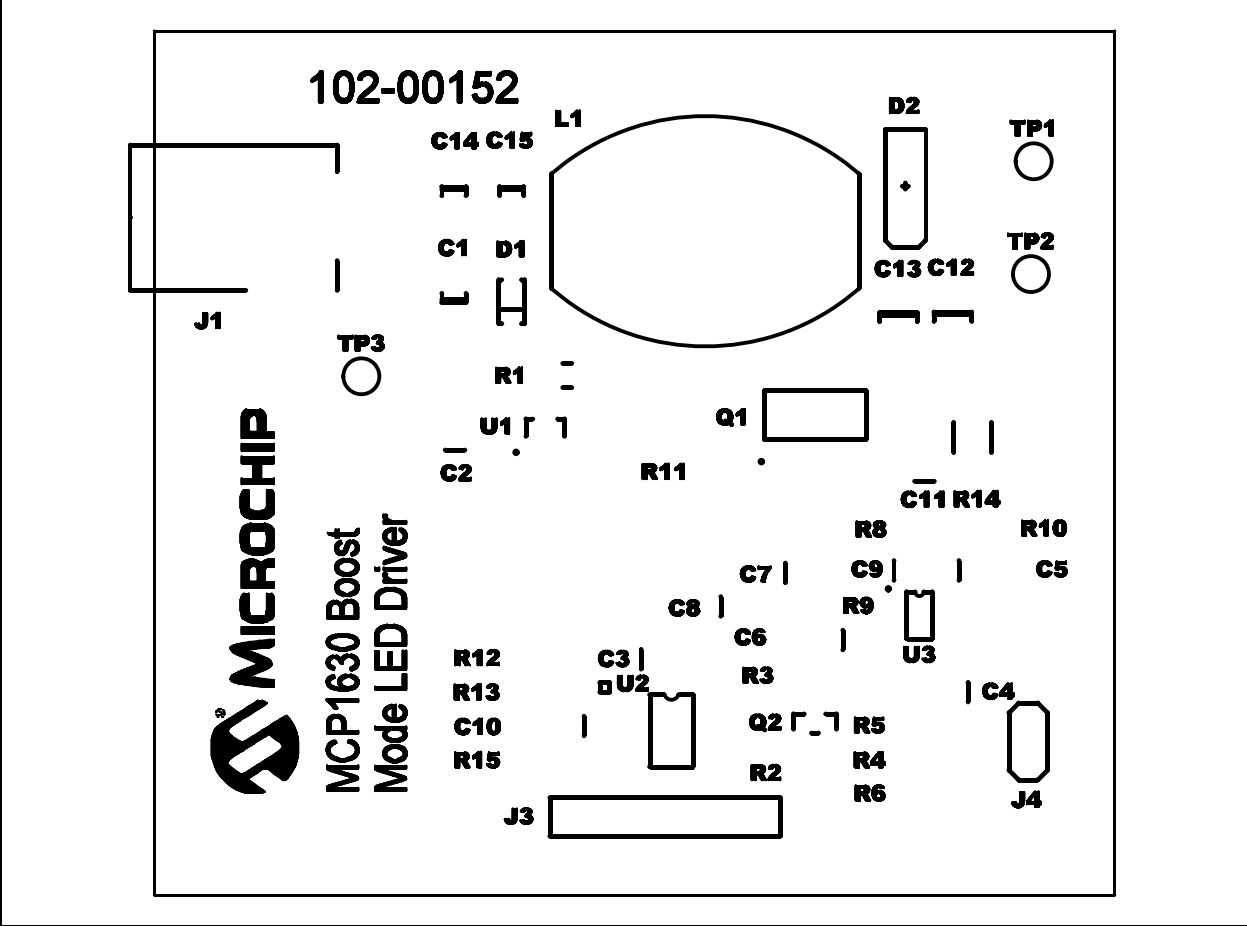 102-00152
L1
D2
C14 C15
TP1
C1
D1
TP2
C13 C12
J1
TP3
R1
Q1
U1
C2
R11
C11 R14
R8
R10
C7
C9
C5
C8
R9
C6
U3
R12
C3
R3
U2
R13
C4
C10
Q2
R5
R15
R4
R2
R6
J4
J3
MICROCHIP
MCP1630 Boost
Mode LED Driver